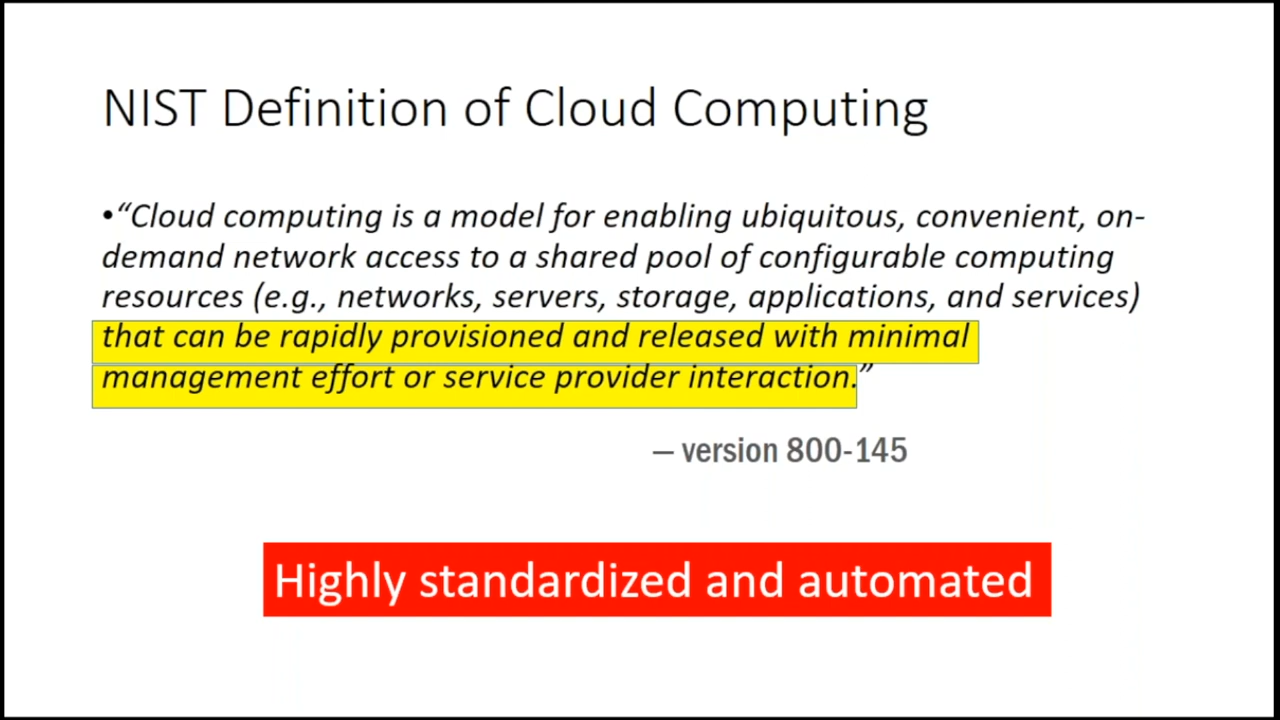 NIST Definition of Cloud Computing
•“Cloud computing is a model for enabling ubiquitous, convenient, on-
demand network access to a shared pool of configurable computing
resources (e.g., networks, servers, storage, applications, and services)
that can be rapidly provisioned and released with minimal
management effort or service provider interaction.”
— version 800-145
Highly standardized and automated